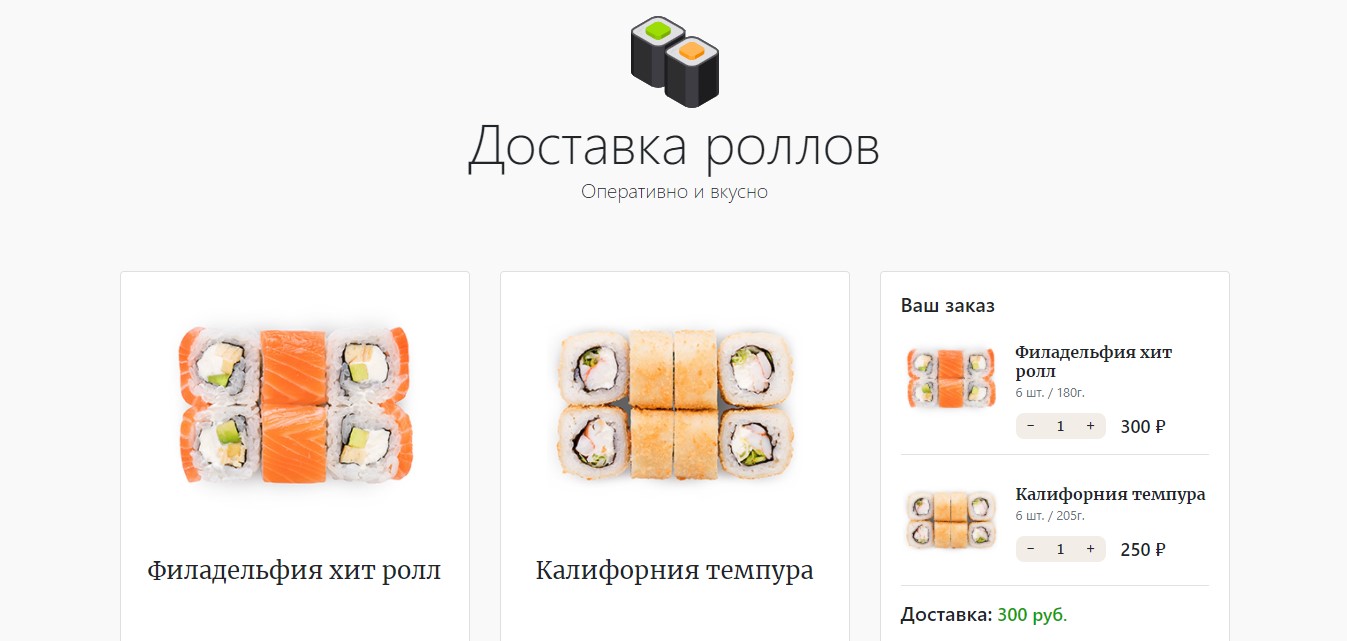 Доставка роллов
Оперативно и вкусно
Филадельфия хит ролл
Калифорния темпура
Ваш заказ
Филадельфия хит
ролл
6 шт. / 180г.
- 1 + 300 ₽
Калифорния темпура
6 шт. / 205г.
- 1 + 250 ₽
Доставка: 300 руб.